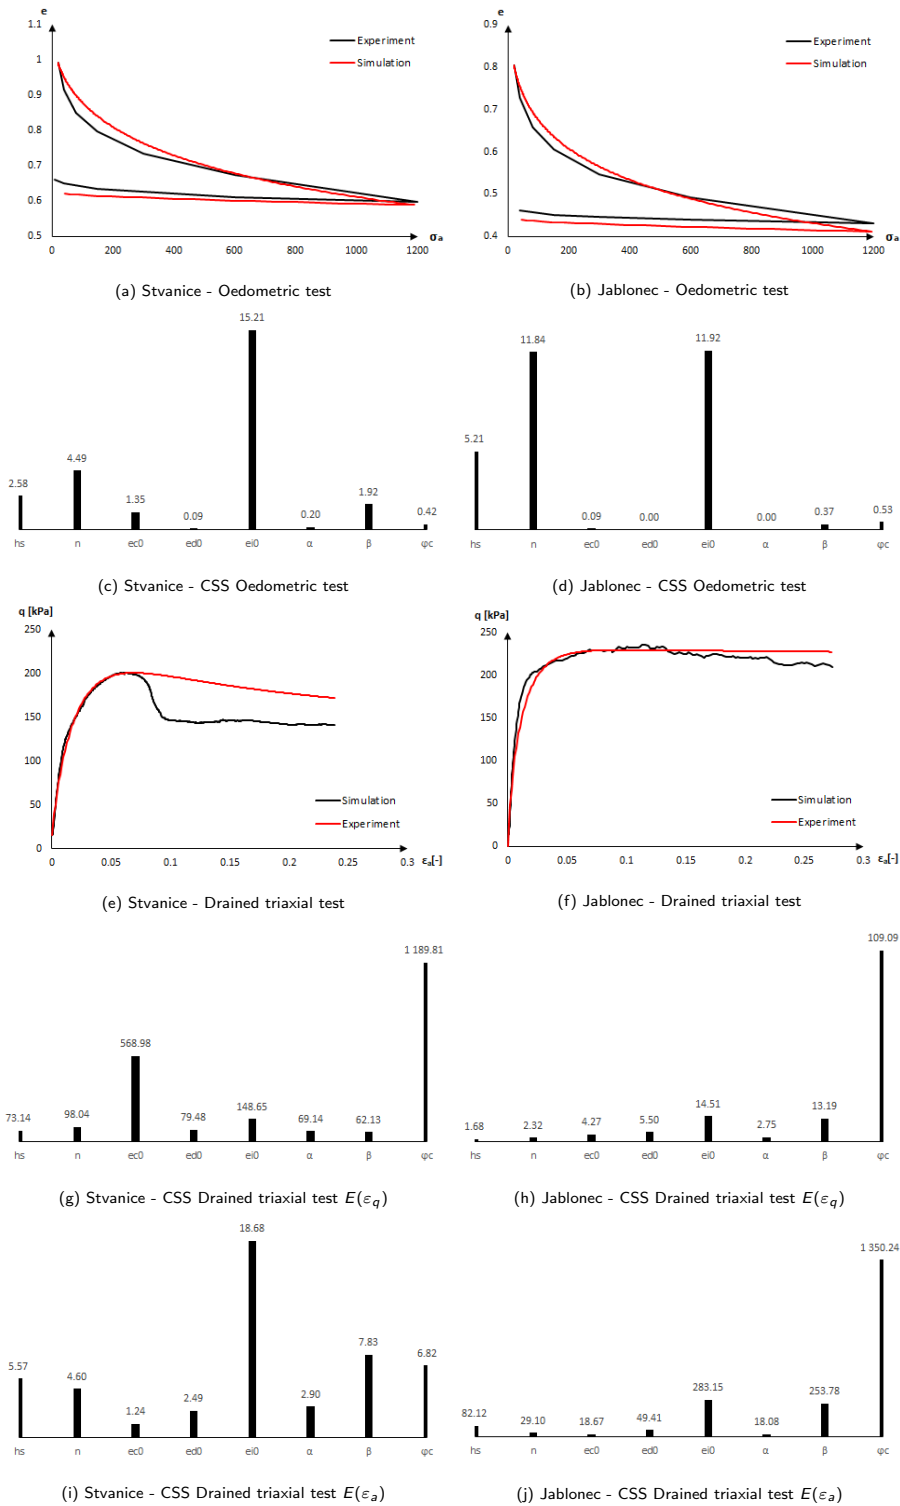 e
1.1
1
0.9
0.8
0.7
0.6
0.5
0 200 400 600 800 1000 1200
σa
Experiment
Simulation
(a) Stvanice - Oedometric test
e
0.9
0.8
0.7
0.6
0.5
0.4
0 200 400 600 800 1000 1200
σa
Experiment
Simulation
(b) Jablonec - Oedometric test
2.58 4.49 1.35 0.09 15.21 0.20 1.92 0.42
hs n ec0 ed0 ei0 α β φc
(c) Stvanice - CSS Oedometric test
5.21 11.84 0.09 0.00 11.92 0.00 0.37 0.53
hs n ec0 ed0 ei0 α β φc
(d) Jablonec - CSS Oedometric test
q [kPa]
250
200
150
100
50
0
0 0.05 0.1 0.15 0.2 0.25 0.3
εa[-]
Simulation
Experiment
(e) Stvanice - Drained triaxial test
q [kPa]
250
200
150
100
50
0
0 0.05 0.1 0.15 0.2 0.25 0.3
εa[-]
Simulation
Experiment
(f) Jablonec - Drained triaxial test
73.14 98.04 568.98 79.48 148.65 69.14 62.13 1 189.81
hs n ec0 ed0 ei0 α β φc
(g) Stvanice - CSS Drained triaxial test E(εq)
1.68 2.32 4.27 5.50 14.51 2.75 13.19 109.09
hs n ec0 ed0 ei0 α β φc
(h) Jablonec - CSS Drained triaxial test E(εq)
5.57 4.60 1.24 2.49 18.68 2.90 7.83 6.82
hs n ec0 ed0 ei0 α β φc
(i) Stvanice - CSS Drained triaxial test E(εa)
82.12 29.10 18.67 49.41 283.15 18.08 253.78 1 350.24
hs n ec0 ed0 ei0 α β φc
(j) Jablonec - CSS Drained triaxial test E(εa)